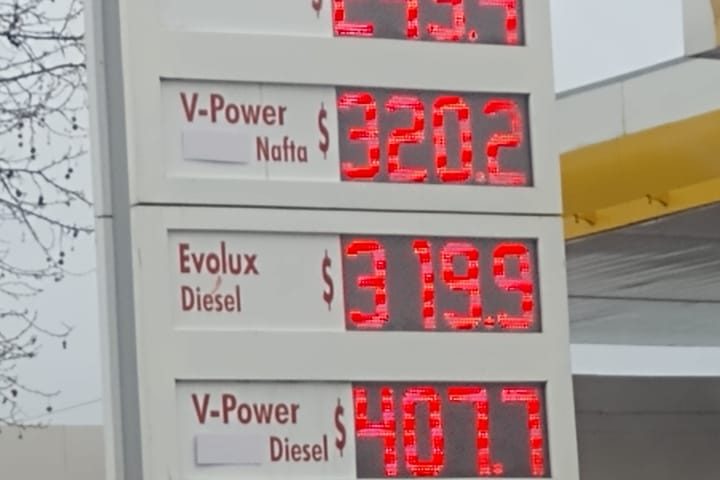 V-Power
Nafta $ 320.2
Evolux
Diesel $ 319.9
V-Power
Diesel $ 407.7